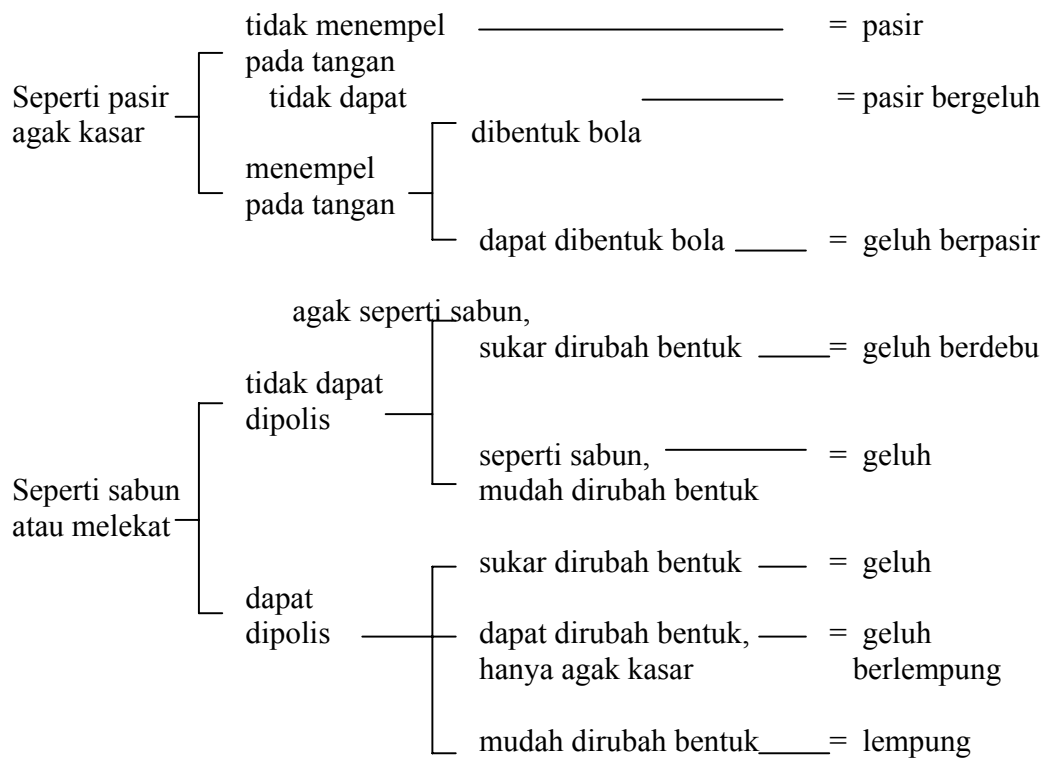 tidak menempel = pasir
pada tangan
Seperti pasir tidak dapat = pasir bergeluh
agak kasar dibentuk bola
menempel
pada tangan
dapat dibentuk bola = geluh berpasir
agak seperti sabun,
sukar dirubah bentuk = geluh berdebu
tidak dapat
dipolis
seperti sabun, = geluh
Seperti sabun mudah dirubah bentuk
atau melekat
sukar dirubah bentuk = geluh
dapat
dipolis dapat dirubah bentuk, = geluh
hanya agak kasar berlempung
mudah dirubah bentuk = lempung